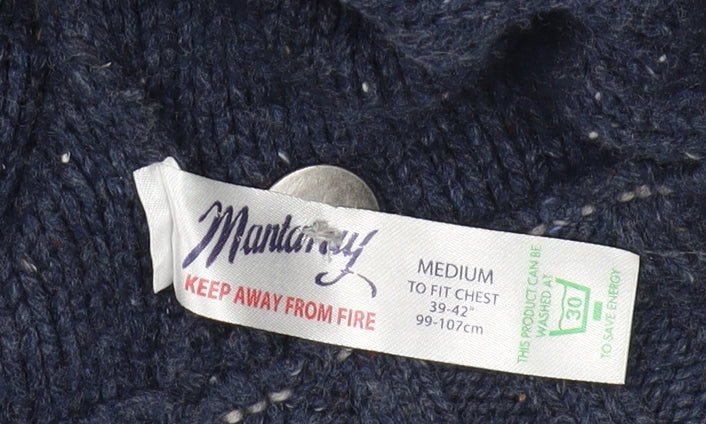 Mantaray
KEEP AWAY FROM FIRE
MEDIUM
TO FIT CHEST
39-42"
99-107cm
THIS PRODUCT CAN BE
WASHED AT
30
TO SAVE ENERGY